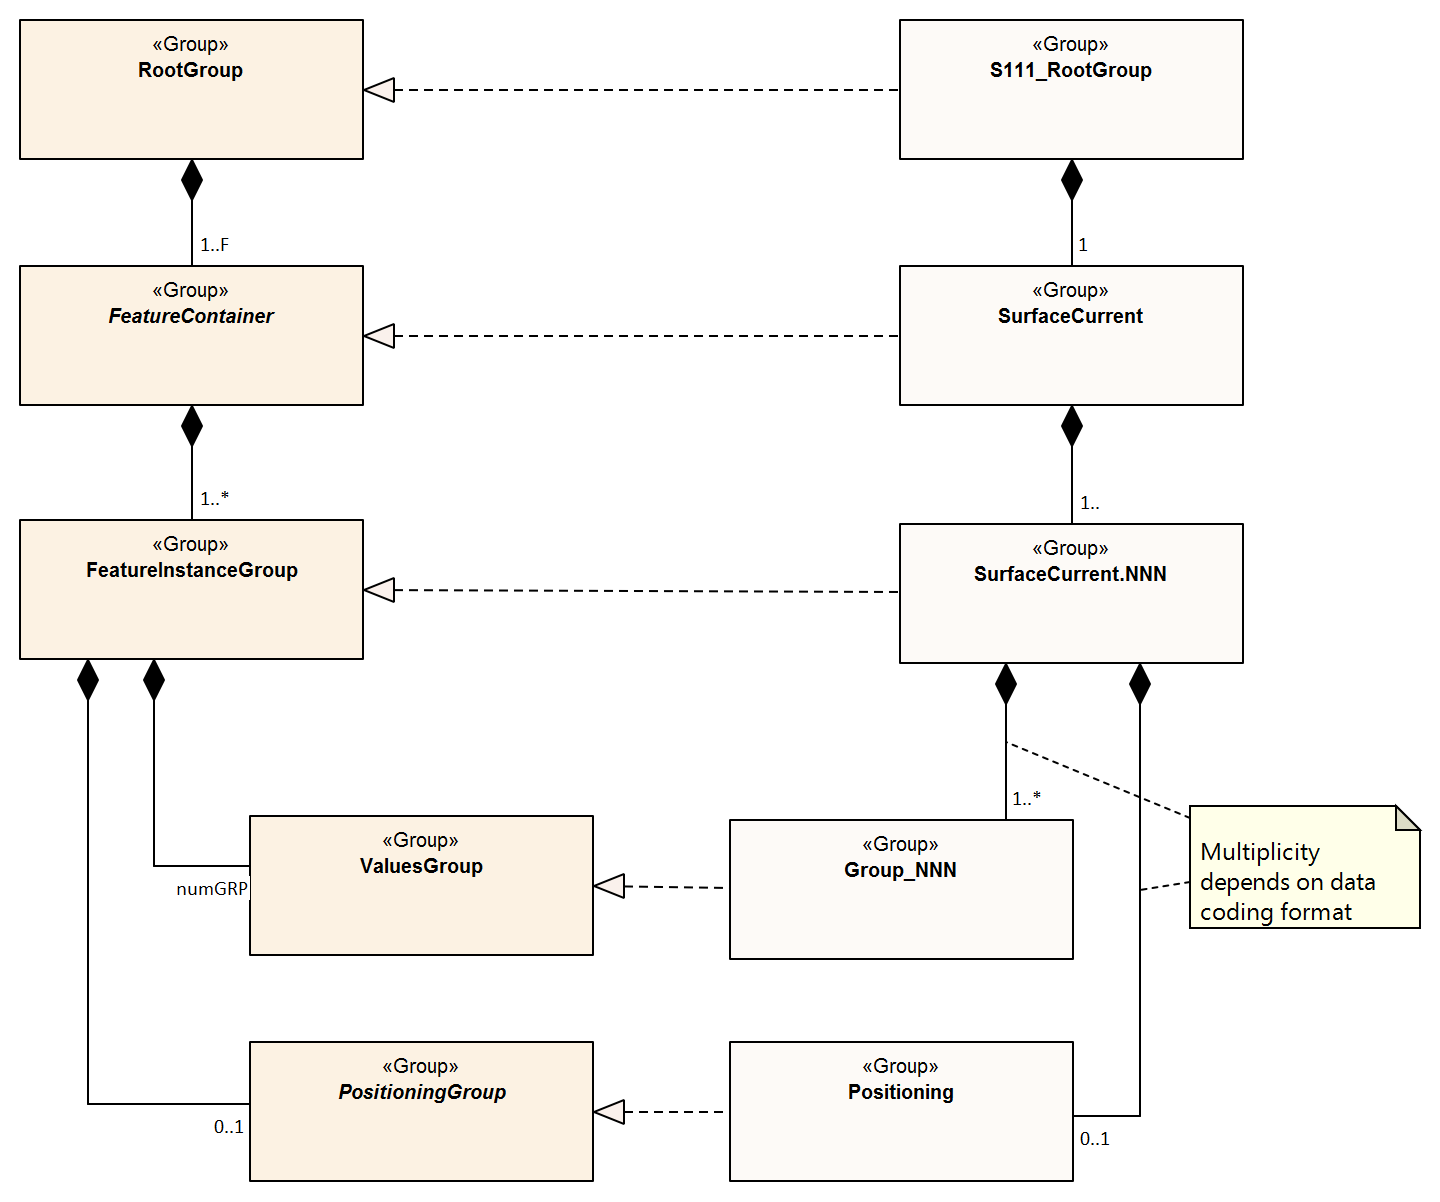 «Group»
RootGroup
«Group»
S111_RootGroup
1..F
1
«Group»
FeatureContainer
«Group»
SurfaceCurrent
1..*
1..
«Group»
FeatureInstanceGroup
«Group»
SurfaceCurrent.NNN
1..*
«Group»
ValuesGroup
numGRP
«Group»
Group_NNN
Multiplicity
depends on data
coding format
«Group»
PositioningGroup
0..1
«Group»
Positioning
0..1